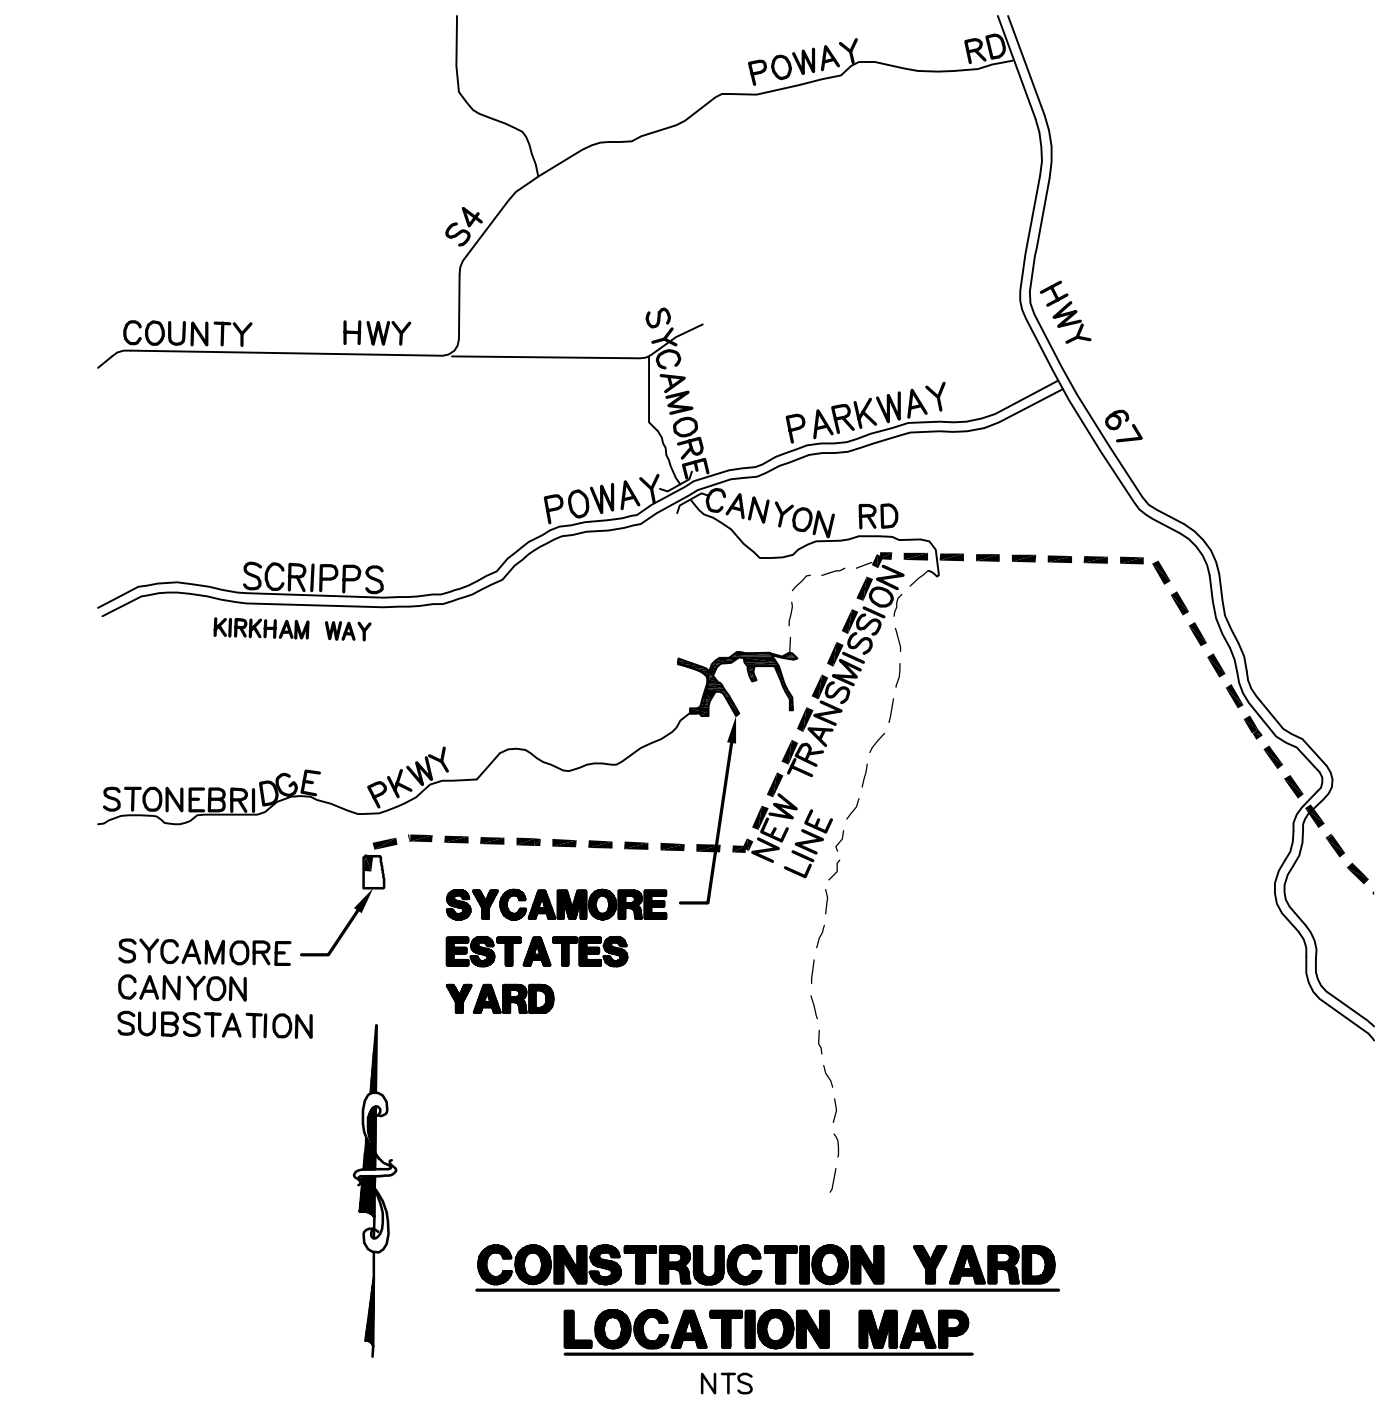 POWAY RD
S4
COUNTY HWY
HWY 67
SYCAMORE CANYON RD
SCRIPPS POWAY PARKWAY
KIRKHAM WAY
NEW TRANSMISSION
LINE
STONEBRIDGE PKWY
SYCAMORE
ESTATES
YARD
SYCAMORE
CANYON
SUBSTATION
CONSTRUCTION YARD
LOCATION MAP
NTS